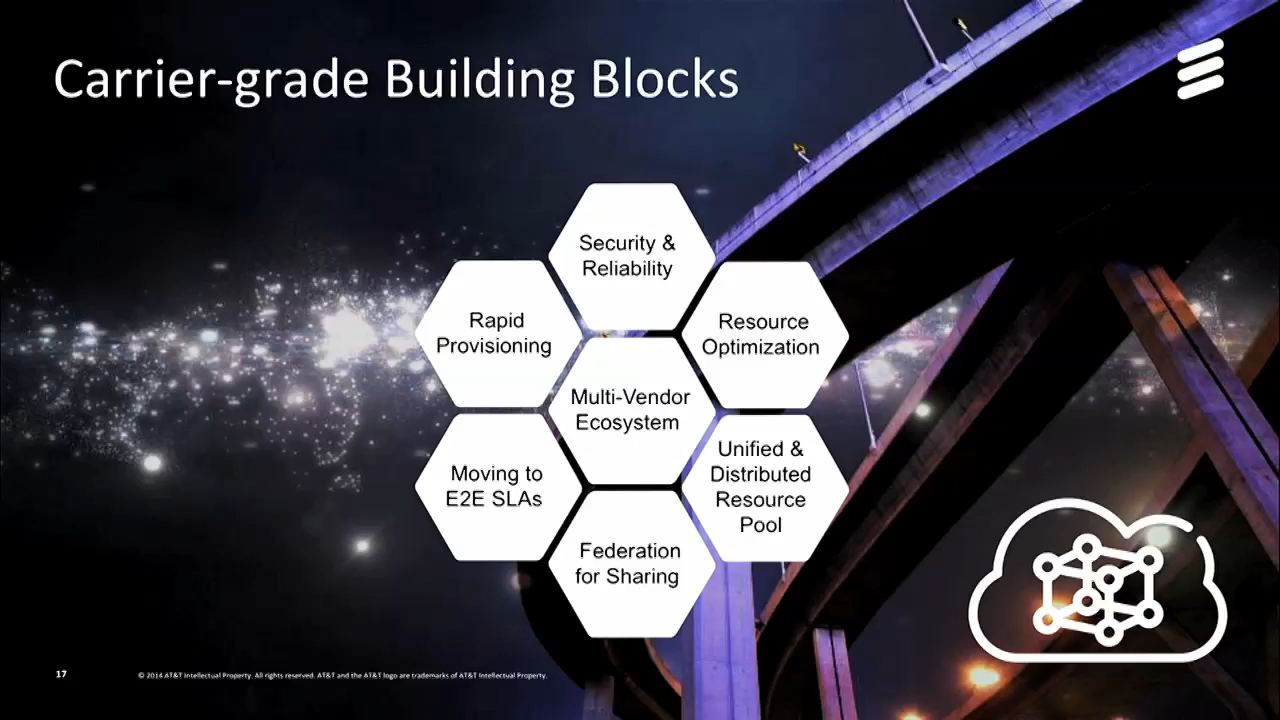 Carrier-grade Building Blocks
Security &
Reliability
Rapid
Provisioning
Resource
Optimization
Multi-Vendor
Ecosystem
Moving to
E2E SLAs
Unified &
Distributed
Resource
Pool
Federation
for Sharing
17
© 2014 AT&T Intellectual Property. All rights reserved. AT&T and the AT&T logo are trademarks of AT&T Intellectual Property.